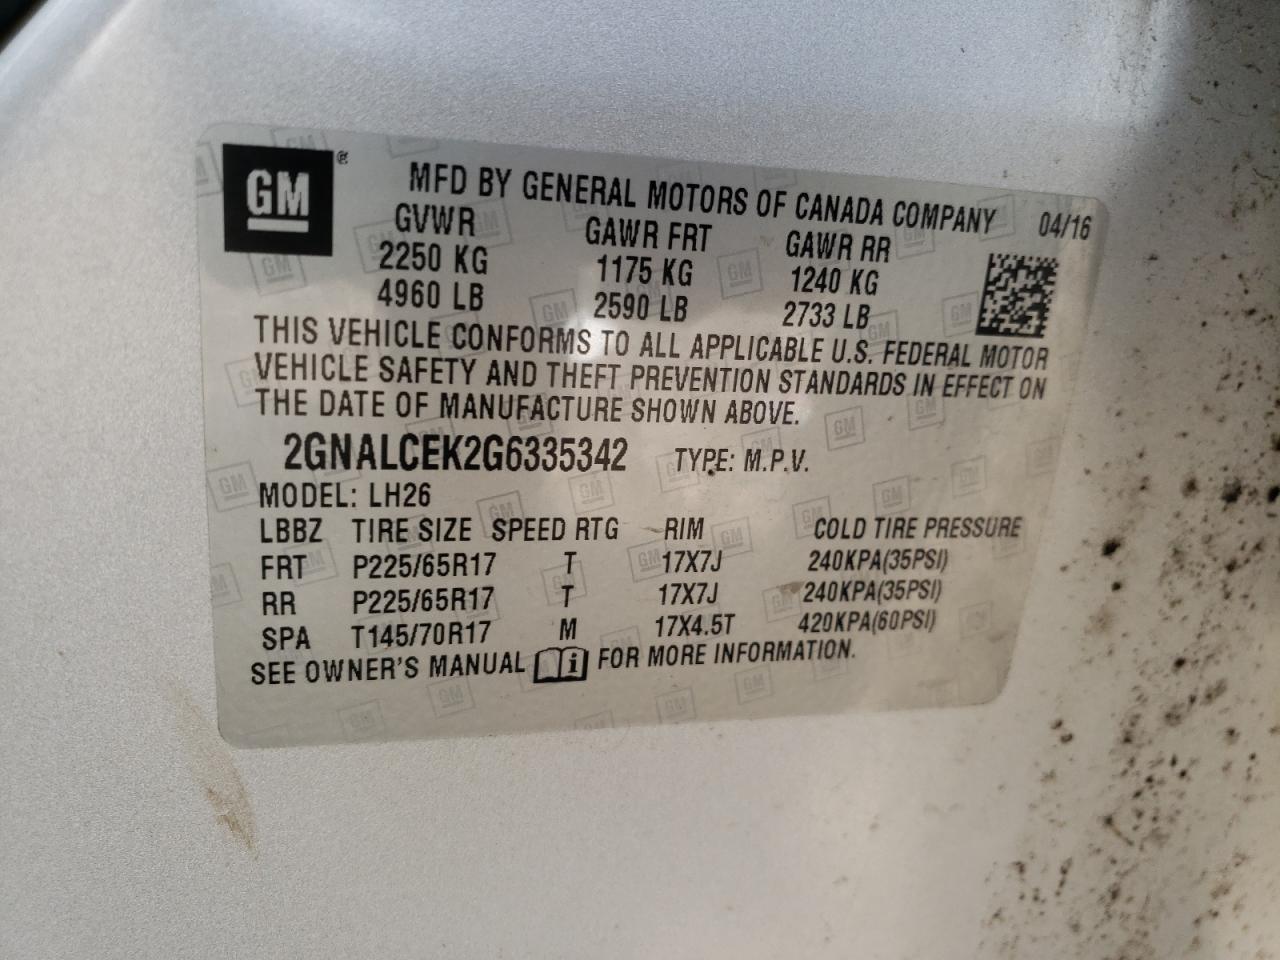 GM®
MFD BY GENERAL MOTORS OF CANADA COMPANY 04/16
GVWR GAWR FRT GAWR RR
2250 KG 1175 KG 1240 KG
4960 LB 2590 LB 2733 LB
THIS VEHICLE CONFORMS TO ALL APPLICABLE U.S. FEDERAL MOTOR
VEHICLE SAFETY AND THEFT PREVENTION STANDARDS IN EFFECT ON
THE DATE OF MANUFACTURE SHOWN ABOVE.
2GNALCEK2G6335342 TYPE: M.P.V.
MODEL: LH26
LBBZ TIRE SIZE SPEED RTG RIM COLD TIRE PRESSURE
FRT P225/65R17 T 17X7J 240KPA(35PSI)
RR P225/65R17 T 17X7J 240KPA(35PSI)
SPA T145/70R17 M 17X4.5T 420KPA(60PSI)
SEE OWNER'S MANUAL i FOR MORE INFORMATION.